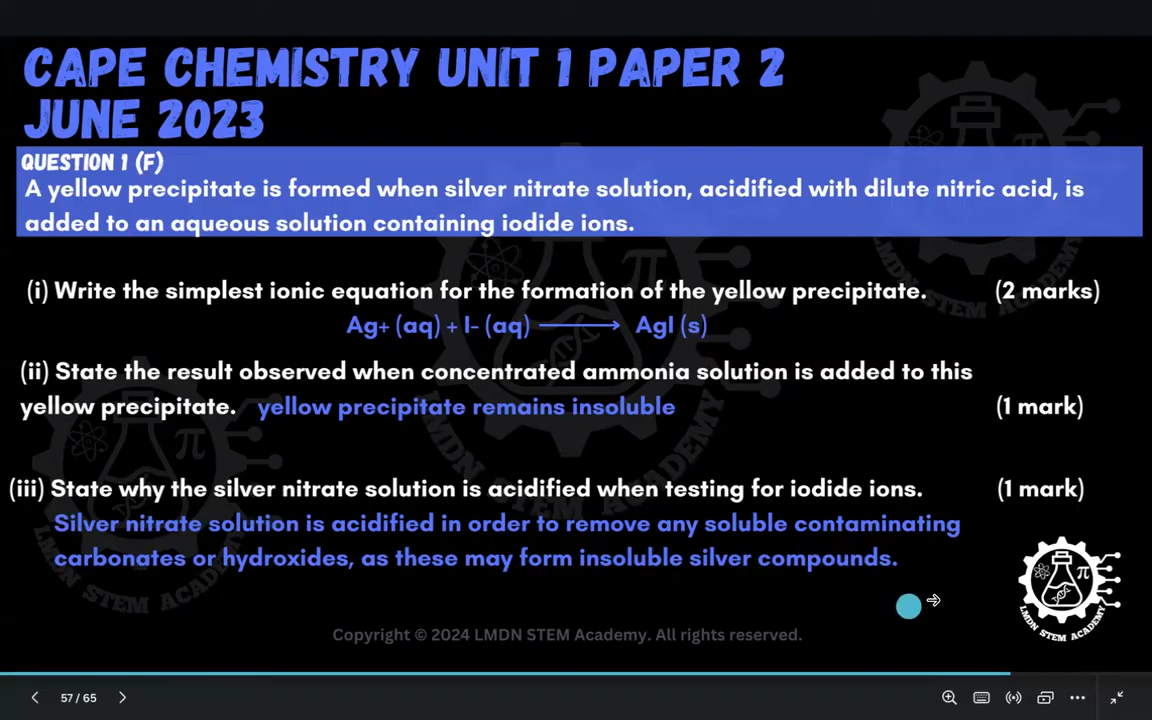 CAPE CHEMISTRY UNIT 1 PAPER 2
JUNE 2023
QUESTION 1 (F)
A yellow precipitate is formed when silver nitrate solution, acidified with dilute nitric acid, is
added to an aqueous solution containing iodide ions.
(i) Write the simplest ionic equation for the formation of the yellow precipitate. (2 marks)
Ag+ (aq) + I- (aq) ⟶ AgI (s)
(ii) State the result observed when concentrated ammonia solution is added to this
yellow precipitate. yellow precipitate remains insoluble (1 mark)
(iii) State why the silver nitrate solution is acidified when testing for iodide ions. (1 mark)
Silver nitrate solution is acidified in order to remove any soluble contaminating
carbonates or hydroxides, as these may form insoluble silver compounds.
π
LMDN STEM ACADEMY
Copyright © 2024 LMDN STEM Academy. All rights reserved.
57 / 65